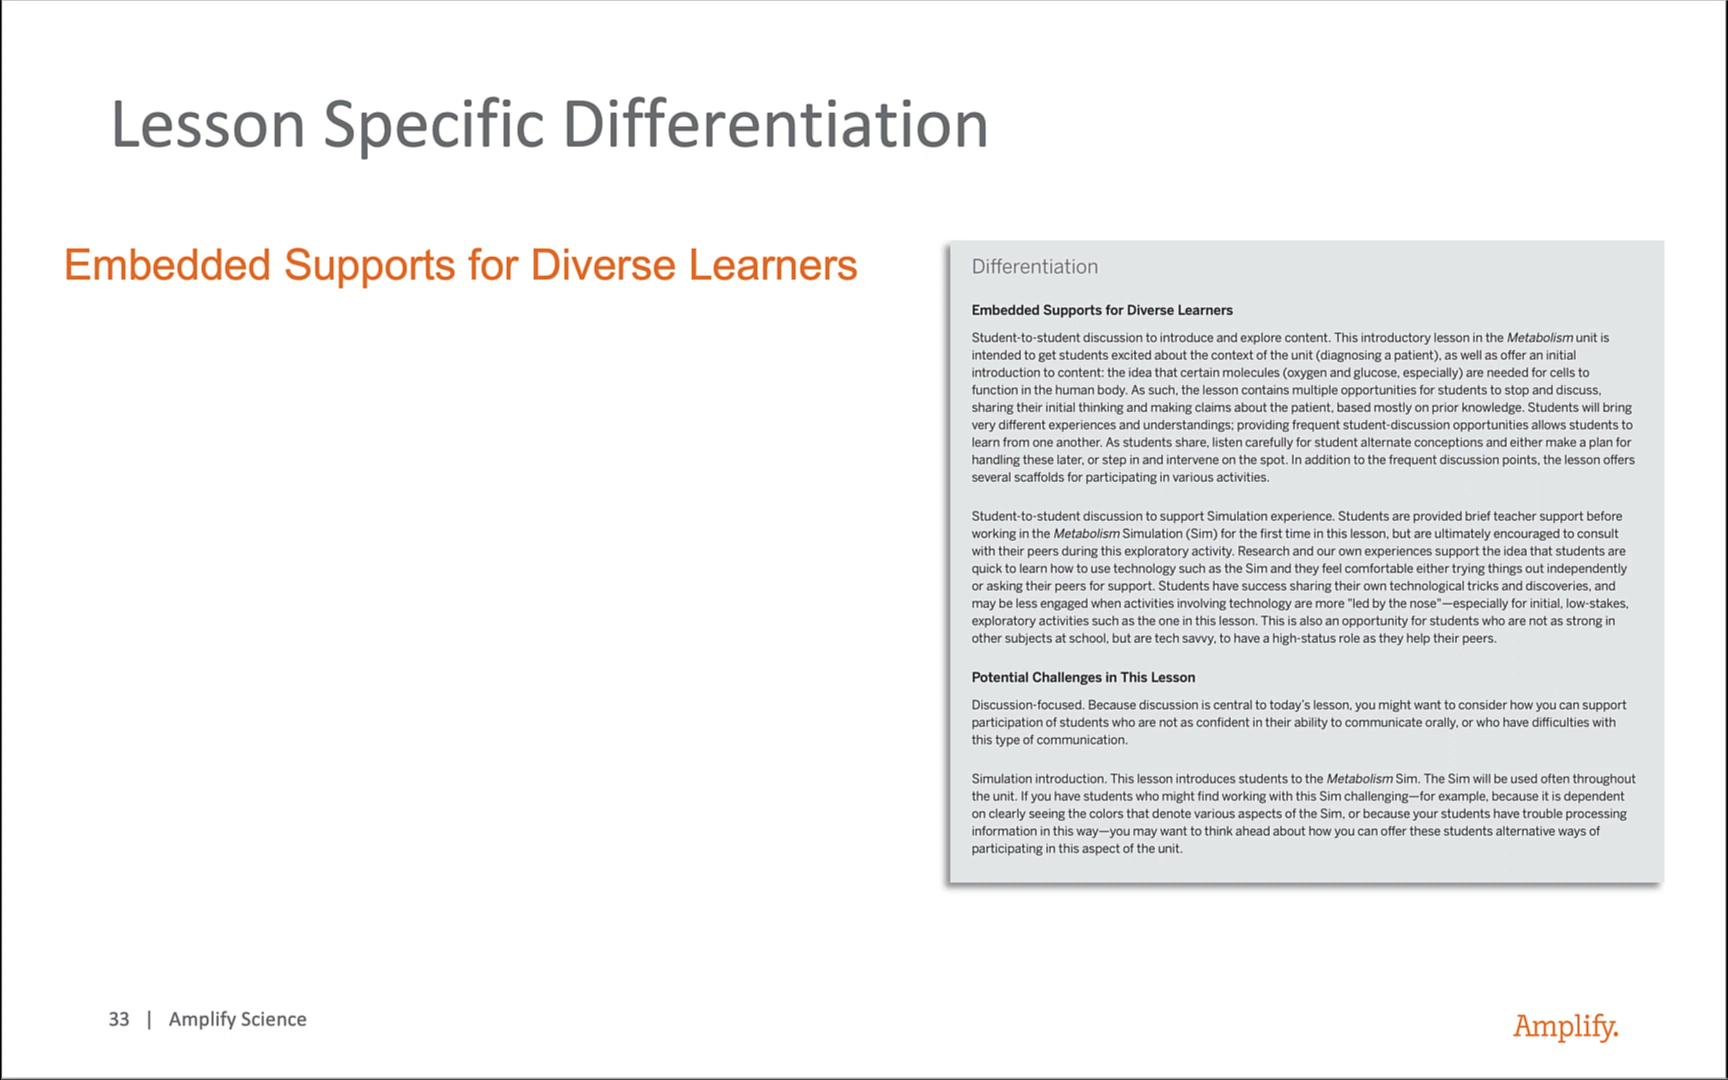 Lesson Specific Differentiation
Embedded Supports for Diverse Learners
Differentiation
Embedded Supports for Diverse Learners
Student-to-student discussion to introduce and explore content. This introductory lesson in the Metabolism unit is
intended to get students excited about the context of the unit (diagnosing a patient), as well as offer an initial
introduction to content: the idea that certain molecules (oxygen and glucose, especially) are needed for cells to
function in the human body. As such, the lesson contains multiple opportunities for students to stop and discuss,
sharing their initial thinking and making claims about the patient, based mostly on prior knowledge. Students will bring
very different experiences and understandings; providing frequent student-discussion opportunities allows students to
learn from one another. As students share, listen carefully for student alternate conceptions and either make a plan for
handling these later, or step in and intervene on the spot. In addition to the frequent discussion points, the lesson offers
several scaffolds for participating in various activities.
Student-to-student discussion to support Simulation experience. Students are provided brief teacher support before
working in the Metabolism Simulation (Sim) for the first time in this lesson, but are ultimately encouraged to consult
with their peers during this exploratory activity. Research and our own experiences support the idea that students are
quick to learn how to use technology such as the Sim and they feel comfortable either trying things out independently
or asking their peers for support. Students have success sharing their own technological tricks and discoveries, and
may be less engaged when activities involving technology are more "led by the nose"—especially for initial, low-stakes,
exploratory activities such as the one in this lesson. This is also an opportunity for students who are not as strong in
other subjects at school, but are tech savvy, to have a high-status role as they help their peers.
Potential Challenges in This Lesson
Discussion-focused. Because discussion is central to today's lesson, you might want to consider how you can support
participation of students who are not as confident in their ability to communicate orally, or who have difficulties with
this type of communication.
Simulation introduction. This lesson introduces students to the Metabolism Sim. The Sim will be used often throughout
the unit. If you have students who might find working with this Sim challenging—for example, because it is dependent
on clearly seeing the colors that denote various aspects of the Sim, or because your students have trouble processing
information in this way—you may want to think ahead about how you can offer these students alternative ways of
participating in this aspect of the unit.
33 | Amplify Science
Amplify.